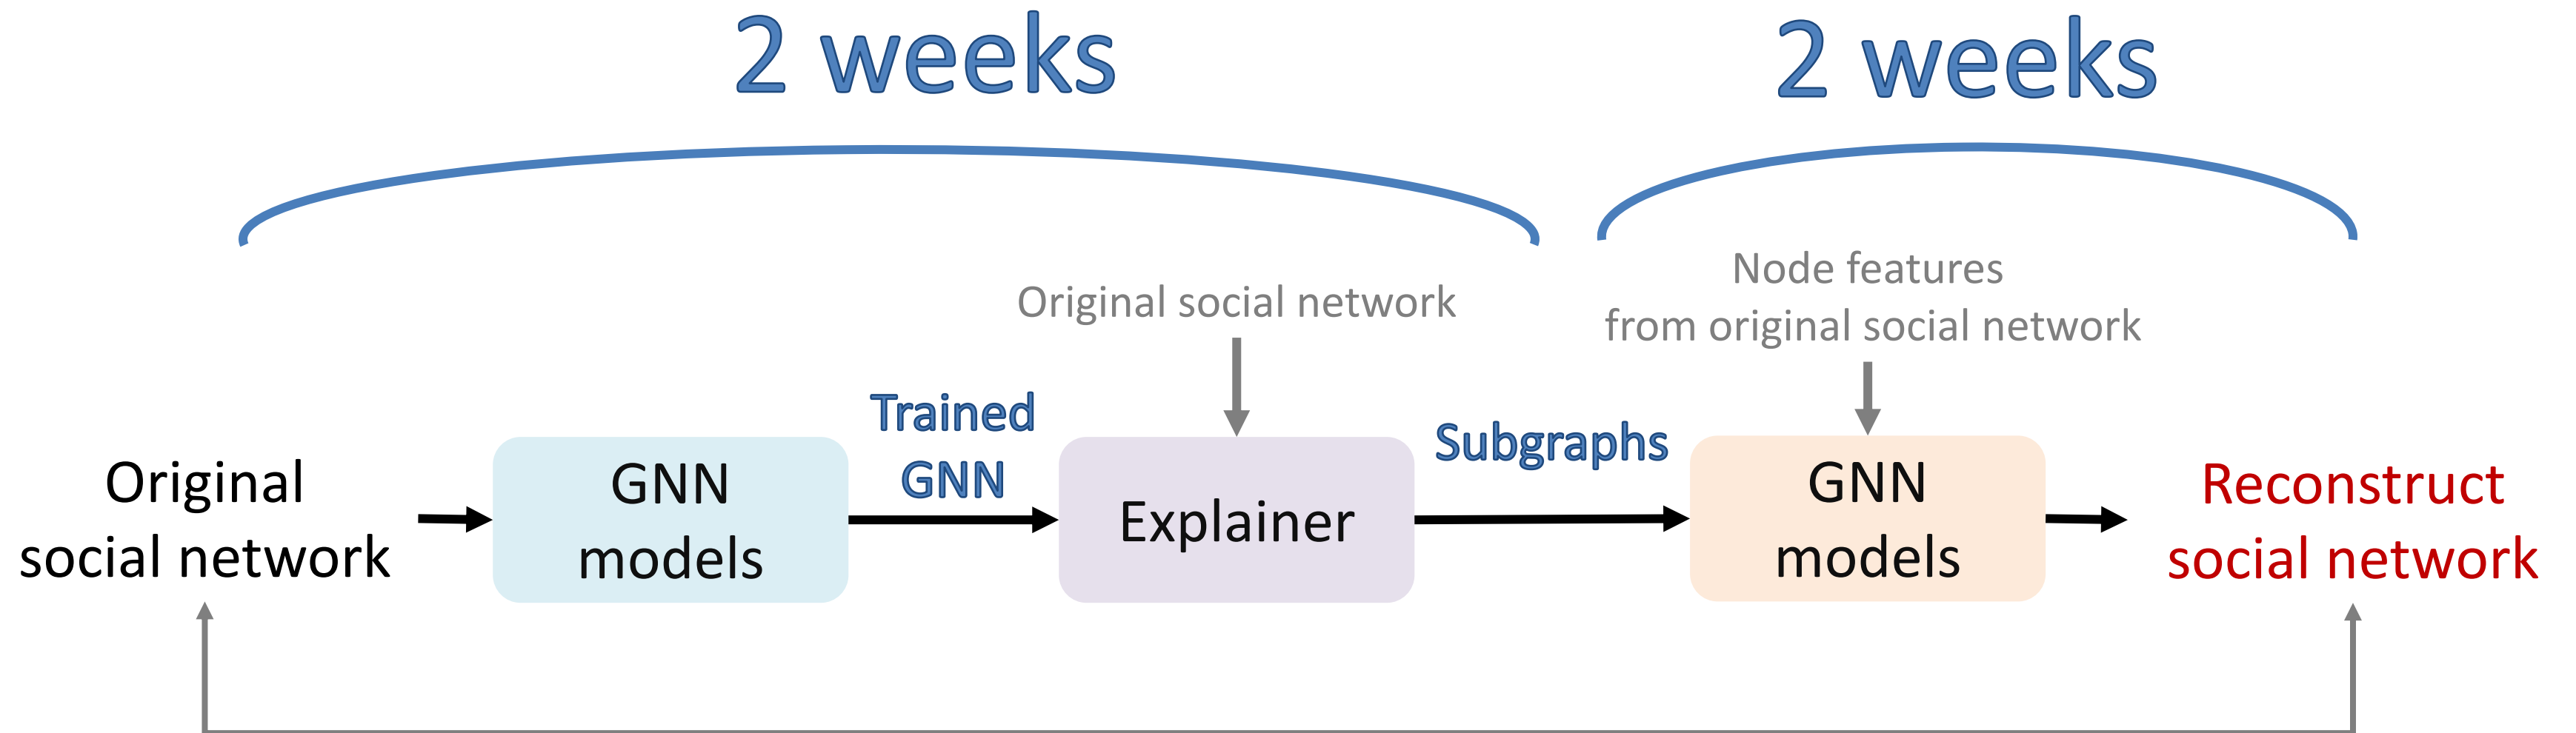 2 weeks
2 weeks
Original social network
Node features
from original social network
Original
social network
GNN
models
Trained
GNN
Explainer
Subgraphs
GNN
models
Reconstruct
social network